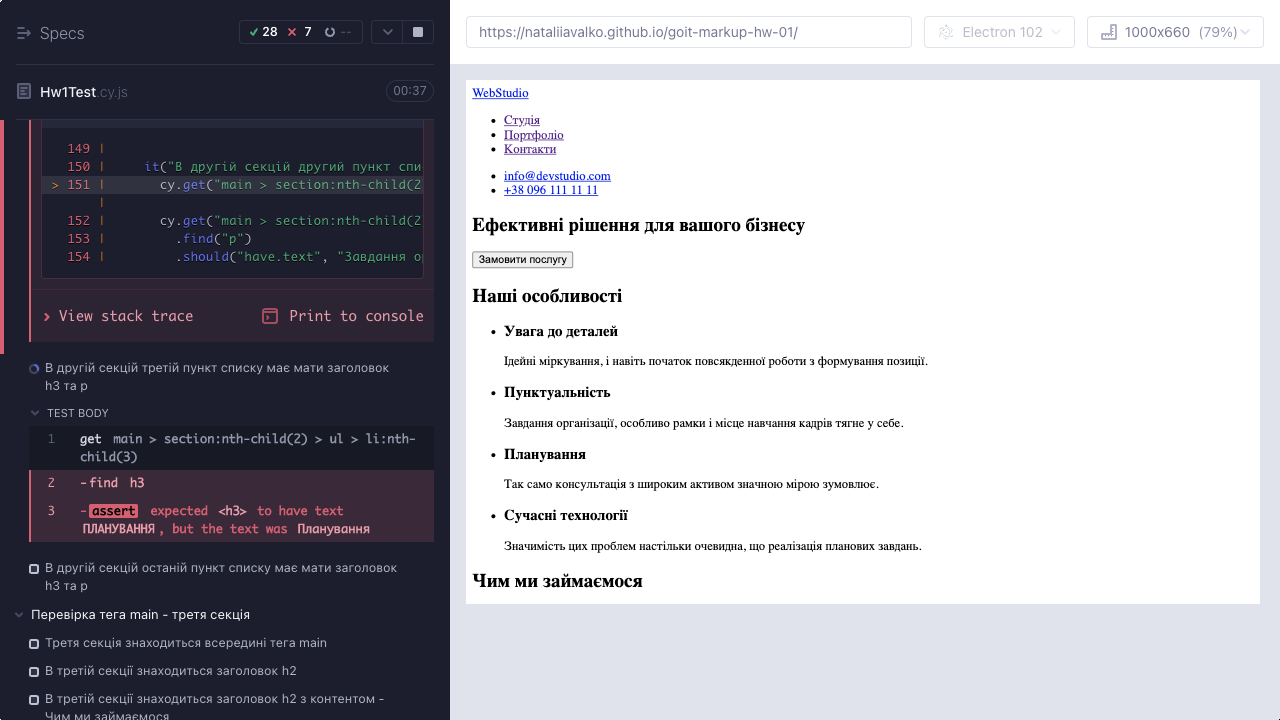 Specs
28 7 --
Hw1Test.cy.js
00:37
149 |
150 | it("В другій секцій другий пункт спи
> 151 | cy.get("main > section:nth-child(2
|
152 | cy.get("main > section:nth-child(2
153 | .find("p")
154 | .should("have.text", "Завдання о
View stack trace
Print to console
В другій секцій третій пункт списку має мати заголовок
h3 та p
TEST BODY
1 get main > section:nth-child(2) > ul > li:nth-
child(3)
2 -find h3
3 -assert expected <h3> to have text
ПЛАНУВАННЯ, but the text was Планування
В другій секцій останій пункт списку має мати заголовок
h3 та p
Перевірка тега main - третя секція
Третя секція знаходиться всерединi тега main
В третій секції знаходиться заголовок h2
В третій секції знаходиться заголовок h2 з контентом -
Чим ми займаємося
https://nataliiavalko.github.io/goit-markup-hw-01/
Electron 102
1000x660 (79%)
WebStudio
Студія
Портфоліо
Контакти
info@devstudio.com
+38 096 111 11 11
Ефективні рішення для вашого бізнесу
Замовити послугу
Наші особливості
Увага до деталей
Ідейні міркування, і навіть початок повсякденної роботи з формування позиції.
Пунктуальність
Завдання організації, особливо рамки і місце навчання кадрів тягне у себе.
Планування
Так само консультація з широким активом значною мірою зумовлює.
Сучасні технології
Значимість цих проблем настільки очевидна, що реалізація планових завдань.
Чим ми займаємося